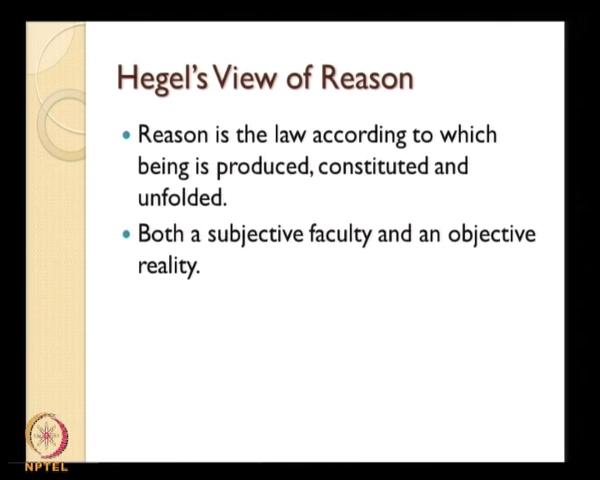 Hegel's View of Reason
• Reason is the law according to which
being is produced, constituted and
unfolded.
• Both a subjective faculty and an objective
reality.
NPTEL